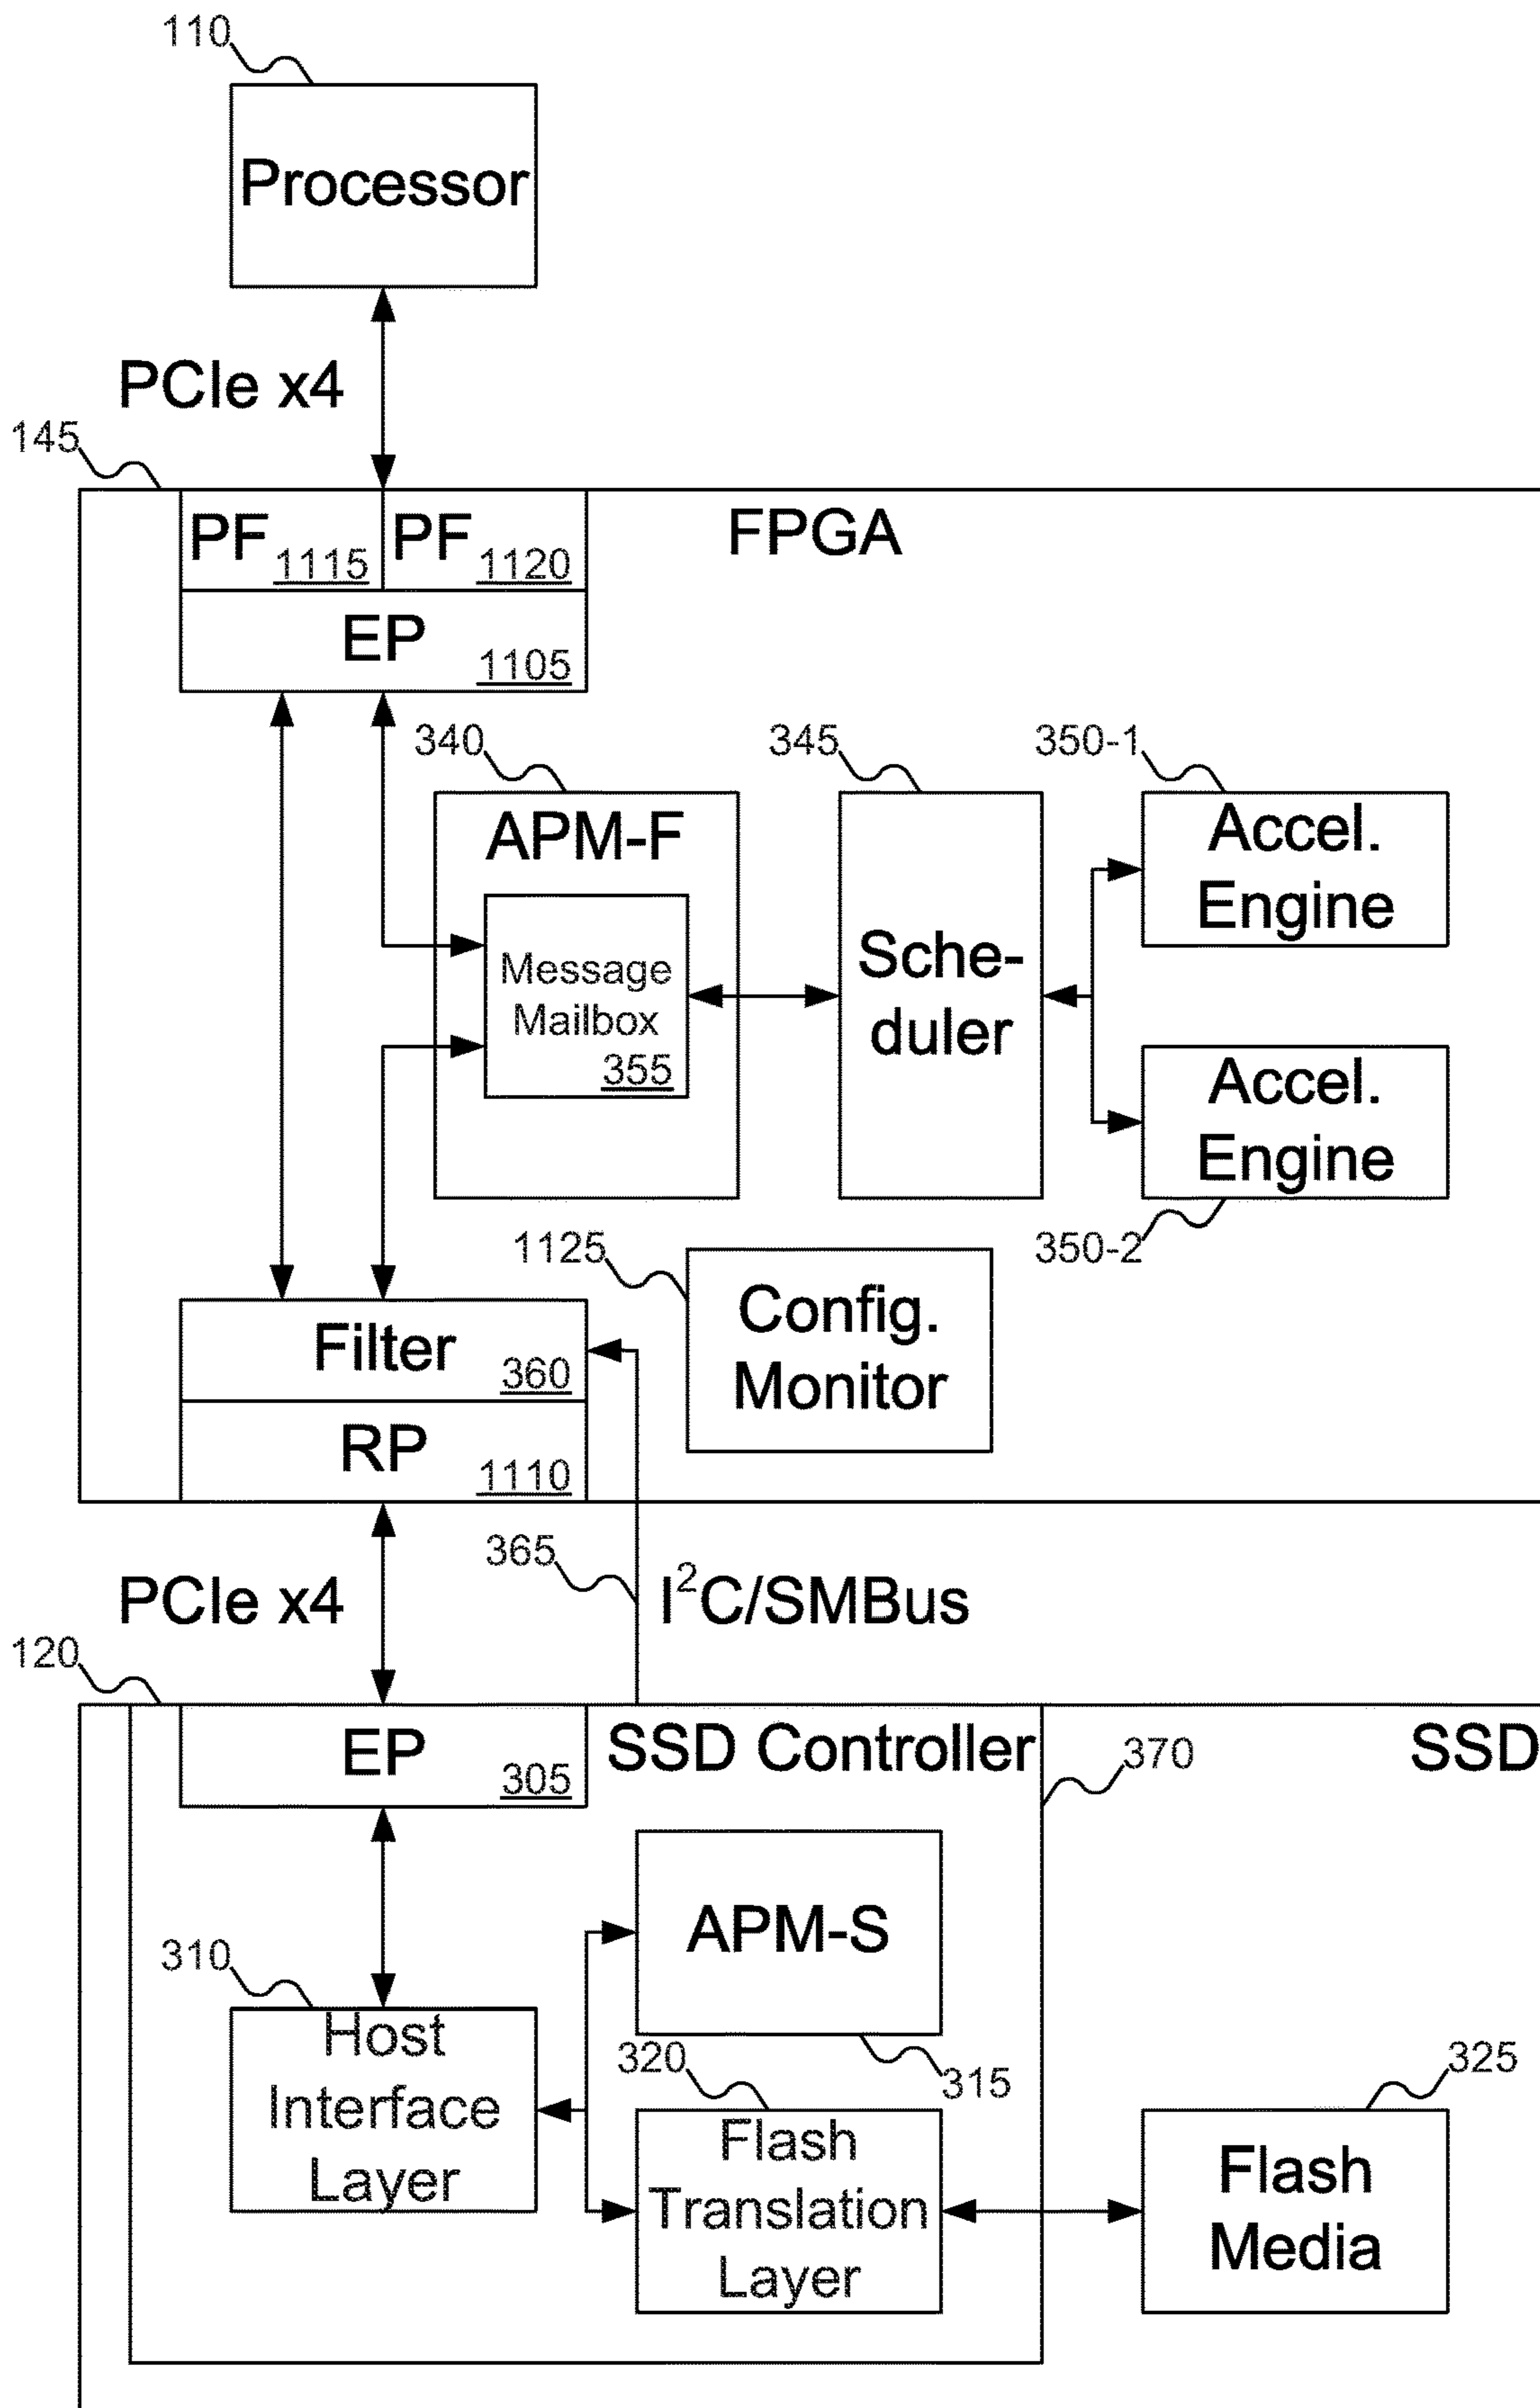 110
Processor
PCIe x4
145
PF 1115
PF 1120
FPGA
EP
1105
340
345
350-1
APM-F
Message
Mailbox
355
Sche-
duler
Accel.
Engine
Accel.
Engine
350-2
1125
Config.
Monitor
Filter
360
RP
1110
365
PCIe x4
I²C/SMBus
120
EP
305
SSD Controller
370
SSD
APM-S
315
310
Host
Interface
Layer
320
Flash
Translation
Layer
325
Flash
Media